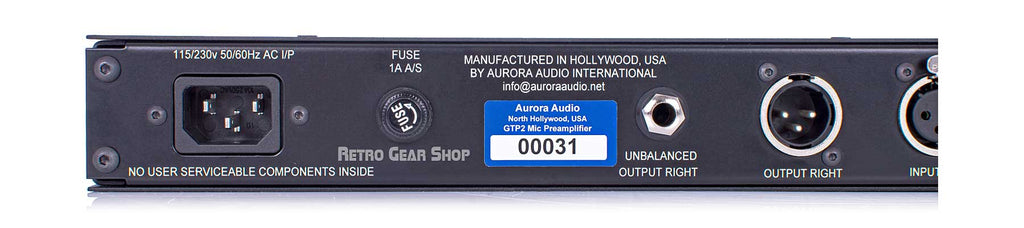 115/230v 50/60Hz AC I/P
NO USER SERVICEABLE COMPONENTS INSIDE
FUSE
1A A/S
FUSE
RETRO GEAR SHOP
MANUFACTURED IN HOLLYWOOD, USA
BY AURORA AUDIO INTERNATIONAL
info@auroraaudio.net
Aurora Audio
North Hollywood, USA
GTP2 Mic Preamplifier
00031
UNBALANCED
OUTPUT RIGHT
OUTPUT RIGHT
INPUT